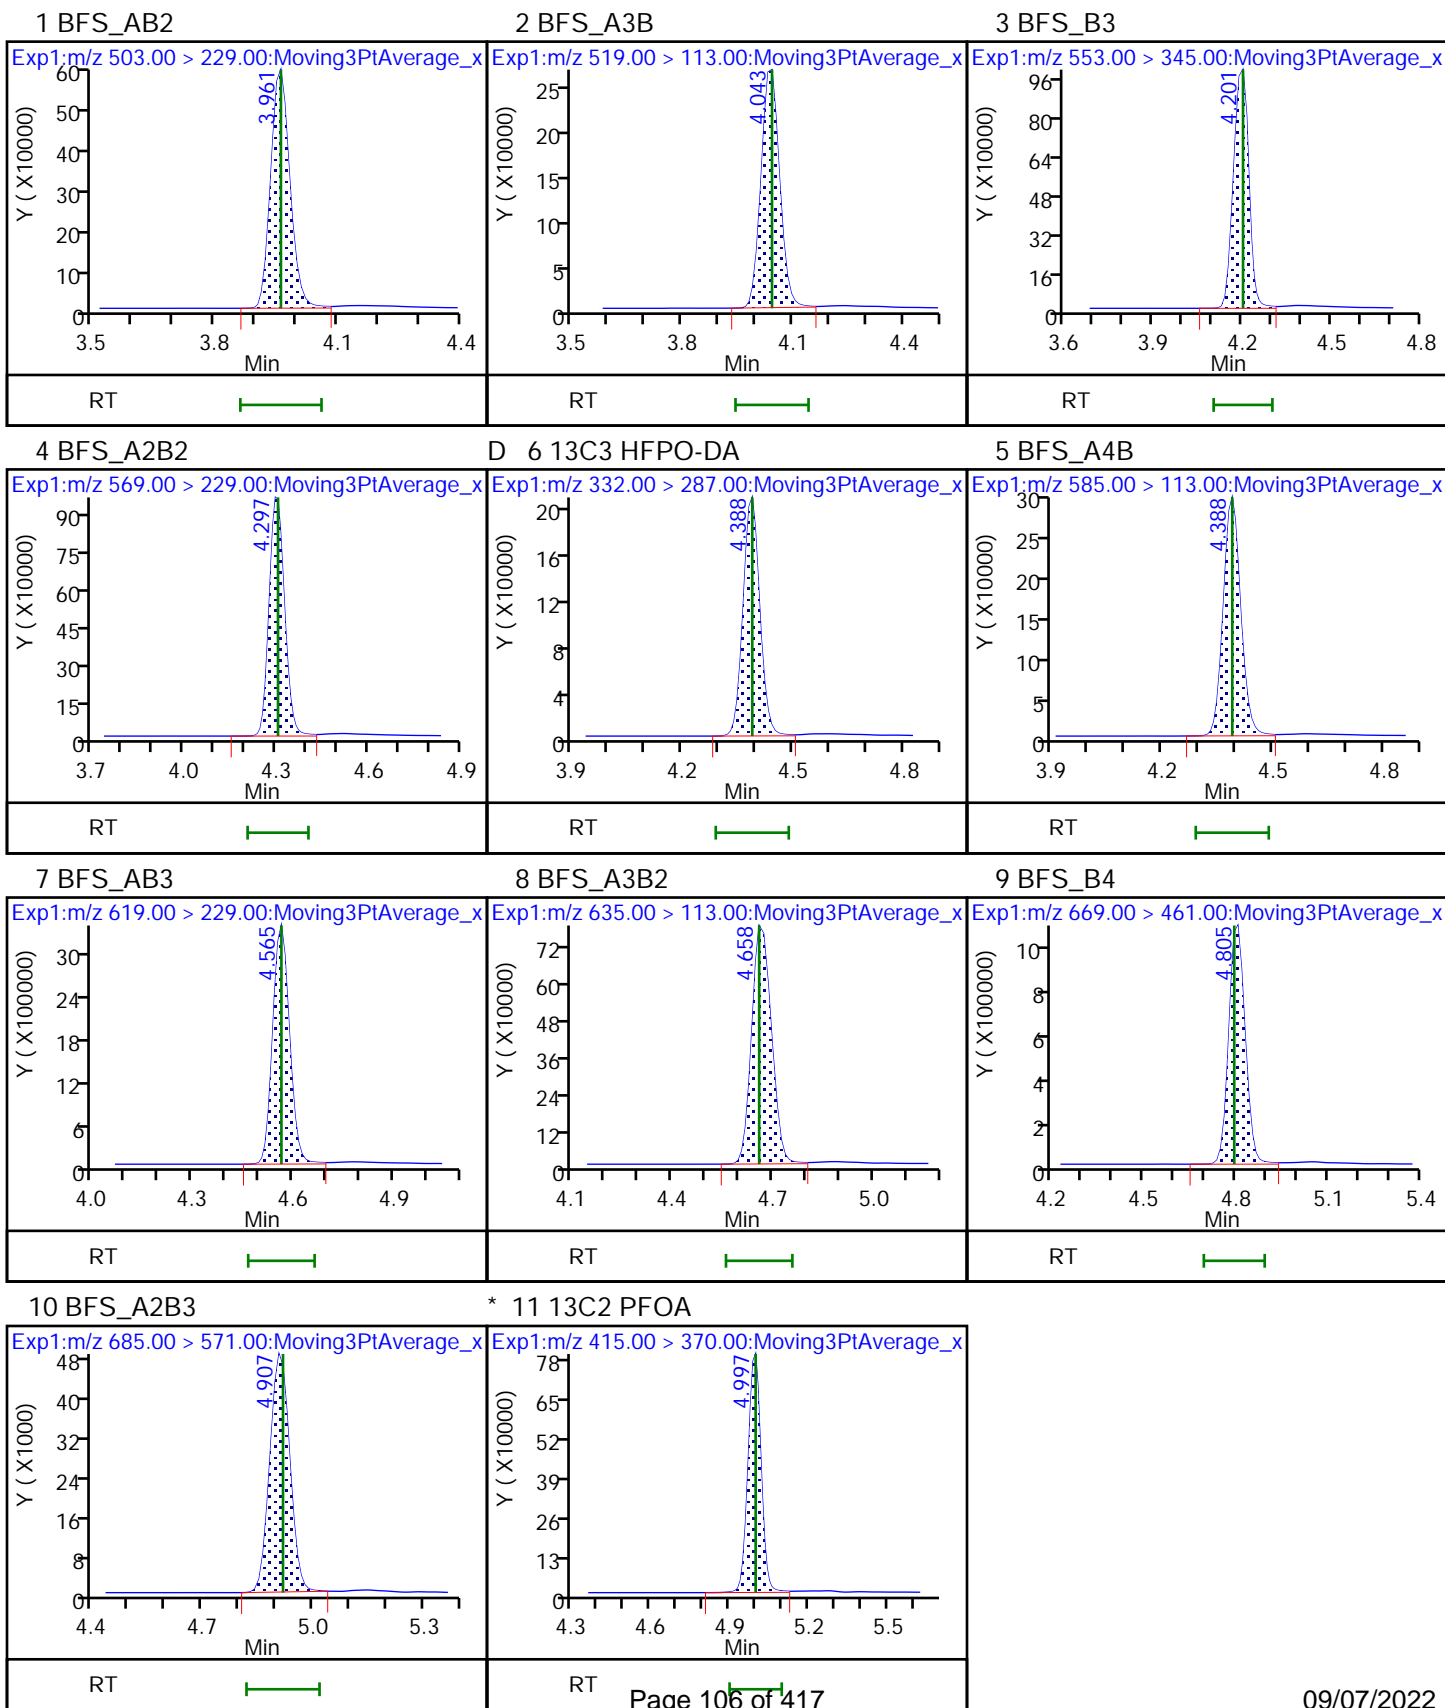 1 BFS_AB2
2 BFS_A3B
3 BFS_B3
Exp1:m/z 503.00 > 229.00:Moving3PtAverage_x
Exp1:m/z 519.00 > 113.00:Moving3PtAverage_x
Exp1:m/z 553.00 > 345.00:Moving3PtAverage_x
60 50 40 30 20 10 0
Y ( X10000)
3.961
3.5 3.8 4.1 4.4
Min
RT
25 20 15 10 5 0
Y ( X10000)
4.043
3.5 3.8 4.1 4.4
Min
RT
96 80 64 48 32 16 0
Y ( X10000)
4.201
3.6 3.9 4.2 4.5 4.8
Min
RT
4 BFS_A2B2
D 6 13C3 HFPO-DA
5 BFS_A4B
Exp1:m/z 569.00 > 229.00:Moving3PtAverage_x
Exp1:m/z 332.00 > 287.00:Moving3PtAverage_x
Exp1:m/z 585.00 > 113.00:Moving3PtAverage_x
90 75 60 45 30 15 0
Y ( X10000)
4.297
3.7 4.0 4.3 4.6 4.9
Min
RT
20 16 12 8 4 0
Y ( X10000)
4.388
3.9 4.2 4.5 4.8
Min
RT
30 25 20 15 10 5 0
Y ( X10000)
4.388
3.9 4.2 4.5 4.8
Min
RT
7 BFS_AB3
8 BFS_A3B2
9 BFS_B4
Exp1:m/z 619.00 > 229.00:Moving3PtAverage_x
Exp1:m/z 635.00 > 113.00:Moving3PtAverage_x
Exp1:m/z 669.00 > 461.00:Moving3PtAverage_x
30 24 18 12 6 0
Y ( X100000)
4.565
4.0 4.3 4.6 4.9
Min
RT
72 60 48 36 24 12 0
Y ( X10000)
4.658
4.1 4.4 4.7 5.0
Min
RT
10 8 6 4 2 0
Y ( X100000)
4.805
4.2 4.5 4.8 5.1 5.4
Min
RT
10 BFS_A2B3
* 11 13C2 PFOA
Exp1:m/z 685.00 > 571.00:Moving3PtAverage_x
Exp1:m/z 415.00 > 370.00:Moving3PtAverage_x
48 40 32 24 16 8 0
Y ( X1000)
4.907
4.4 4.7 5.0 5.3
Min
RT
78 65 52 39 26 13 0
Y ( X10000)
4.997
4.3 4.6 4.9 5.2 5.5
Min
RT
Page 106 of 417
09/07/2022